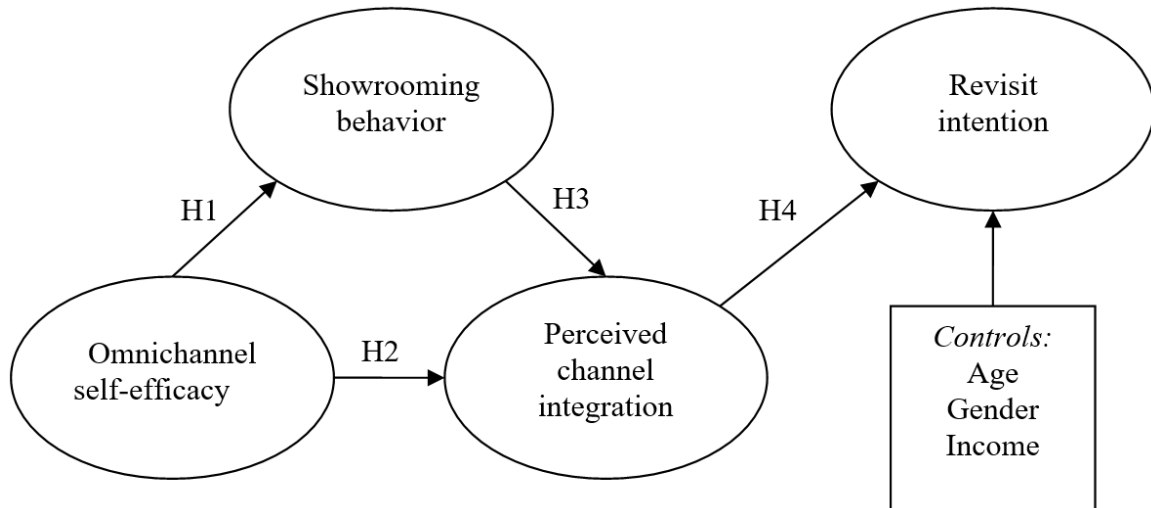 Showrooming
behavior
Revisit
intention
H1
H3
H4
Omnichannel
self-efficacy
H2
Perceived
channel
integration
Controls:
Age
Gender
Income